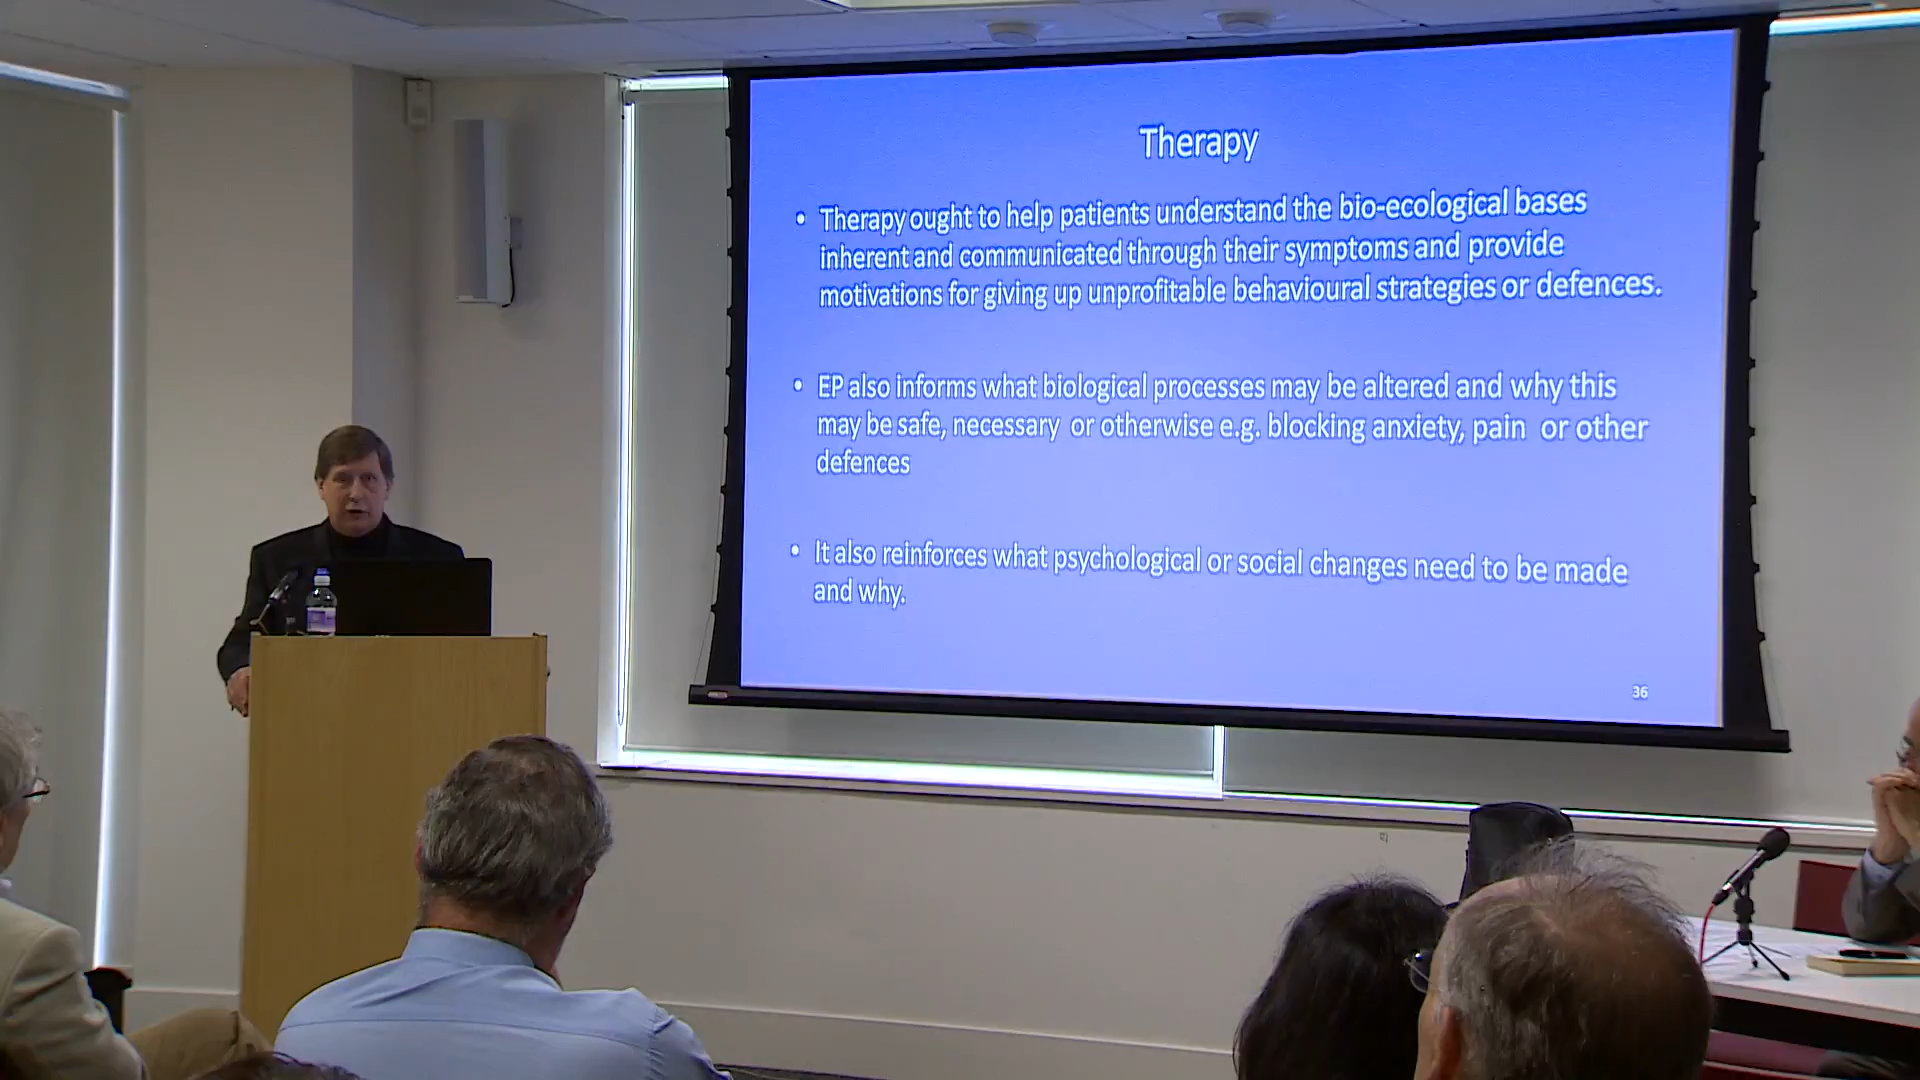 Therapy
• Therapy ought to help patients understand the bio-ecological bases
inherent and communicated through their symptoms and provide
motivations for giving up unprofitable behavioural strategies or defences.
• EP also informs what biological processes may be altered and why this
may be safe, necessary or otherwise e.g. blocking anxiety, pain or other
defences
• It also reinforces what psychological or social changes need to be made
and why.
36